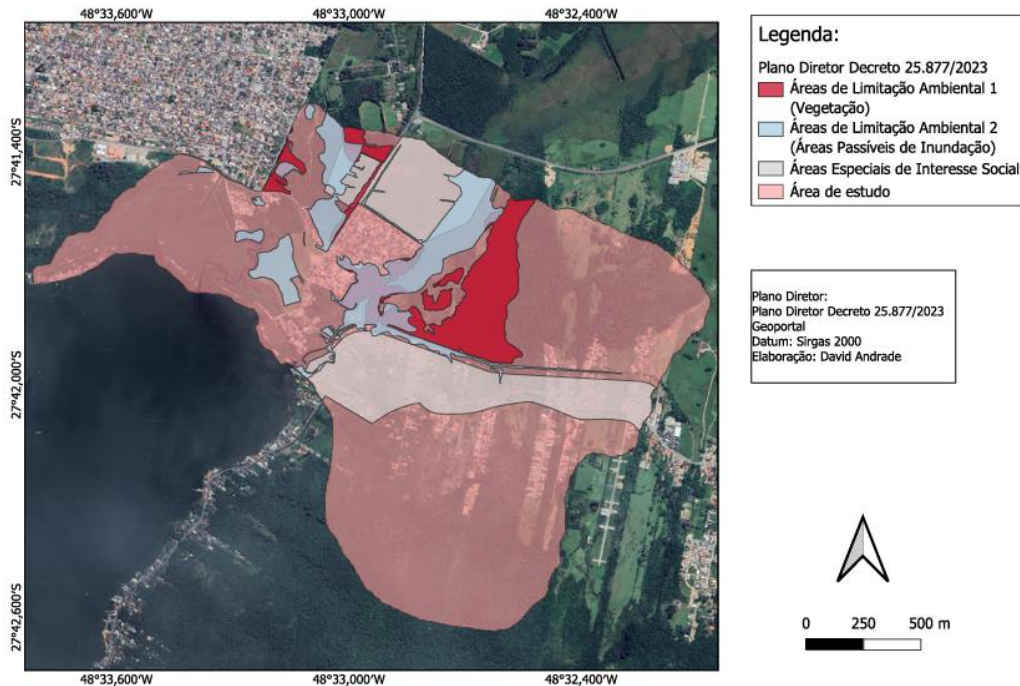 48°33,600'W 48°33,000'W 48°32,400'W
27°41,400'S
27°42,000'S
27°42,600'S
48°33,600'W 48°33,000'W 48°32,400'W
Legenda:
Plano Diretor Decreto 25.877/2023
Áreas de Limitação Ambiental 1
(Vegetação)
Áreas de Limitação Ambiental 2
(Áreas Passíveis de Inundação)
Áreas Especiais de Interesse Social
Área de estudo
Plano Diretor:
Plano Diretor Decreto 25.877/2023
Geoportal
Datum: Sirgas 2000
Elaboração: David Andrade
0 250 500 m